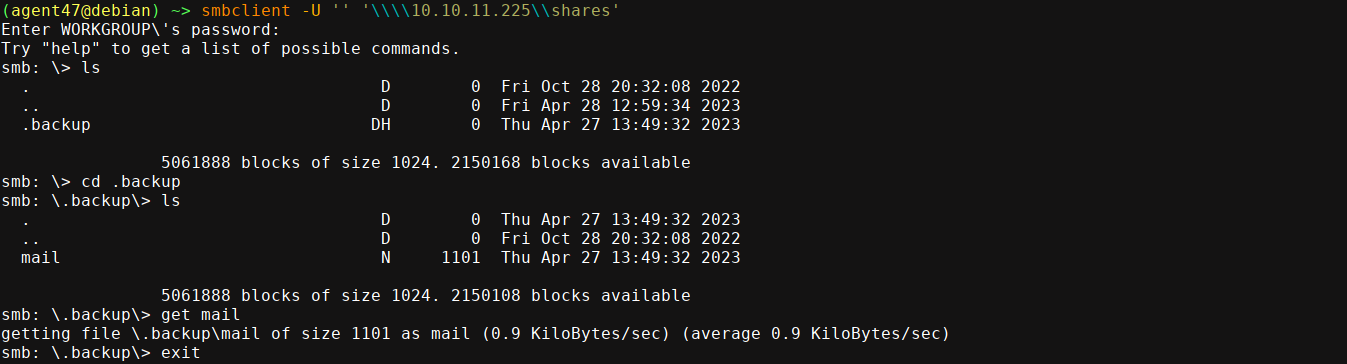 (agent47@debian) ~> smbclient -U '' '\\\\10.10.11.225\\shares'
Enter WORKGROUP\'s password:
Try "help" to get a list of possible commands.
smb: \> ls
  .                                   D        0  Fri Oct 28 20:32:08 2022
  ..                                  D        0  Fri Apr 28 12:59:34 2023
  .backup                            DH        0  Thu Apr 27 13:49:32 2023
                5061888 blocks of size 1024. 2150168 blocks available
smb: \> cd .backup
smb: \.backup\> ls
  .                                   D        0  Thu Apr 27 13:49:32 2023
  ..                                  D        0  Fri Oct 28 20:32:08 2022
  mail                                N     1101  Thu Apr 27 13:49:32 2023
                5061888 blocks of size 1024. 2150108 blocks available
smb: \.backup\> get mail
getting file \.backup\mail of size 1101 as mail (0.9 KiloBytes/sec) (average 0.9 KiloBytes/sec)
smb: \.backup\> exit